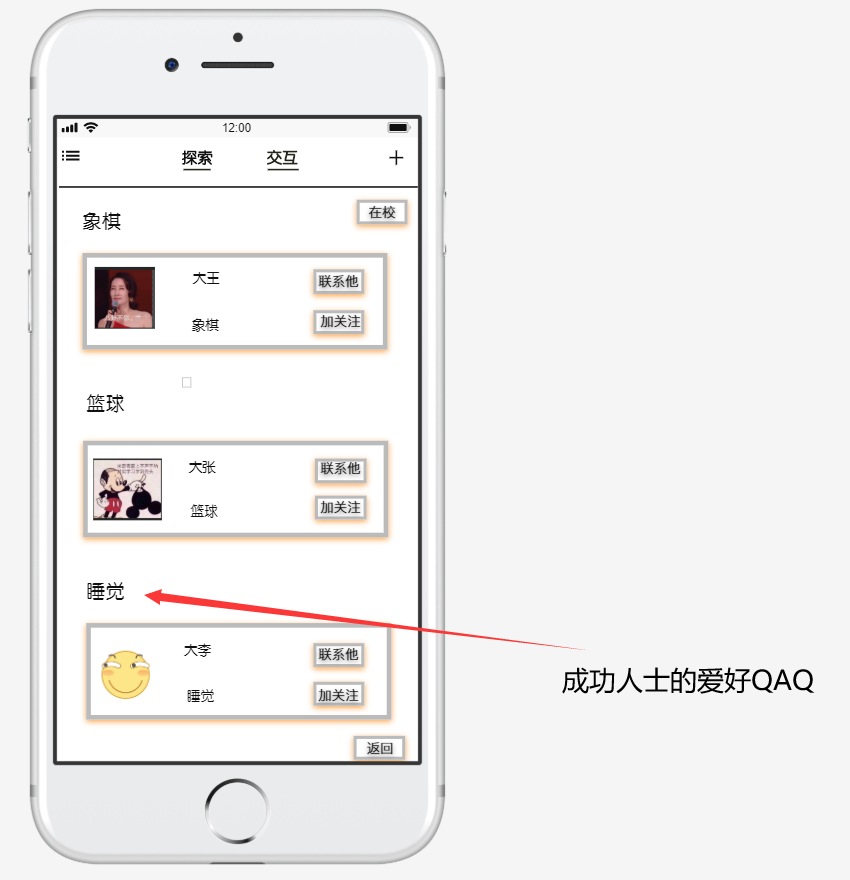 12:00
探索 交互 +
在校
象棋
大王 联系他
象棋 加关注
篮球
大张 联系他
篮球 加关注
睡觉
大李 联系他
睡觉 加关注
返回
成功人士的爱好QAQ